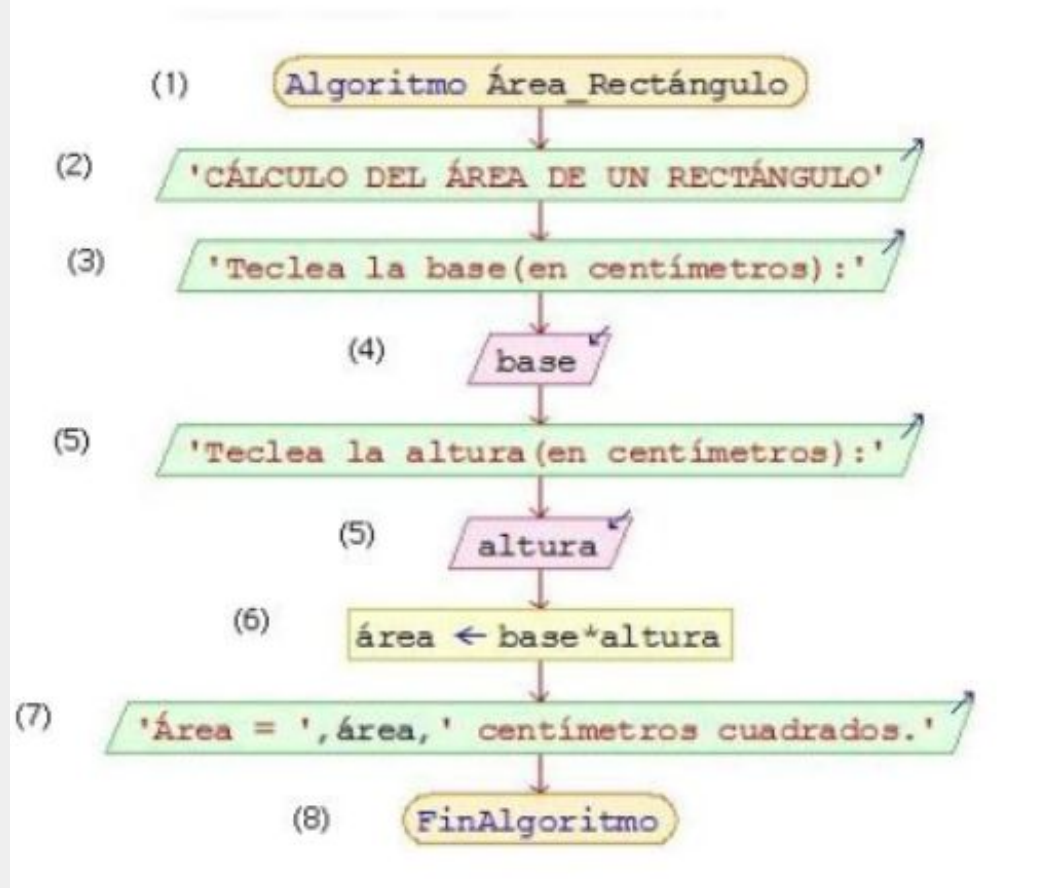 (1) Algoritmo Área_Rectángulo
(2) 'CÁLCULO DEL ÁREA DE UN RECTÁNGULO'
(3) 'Teclea la base(en centímetros):'
(4) base
(5) 'Teclea la altura(en centímetros):'
(5) altura
(6) área ← base*altura
(7) 'Área = ',área,' centímetros cuadrados.'
(8) FinAlgoritmo